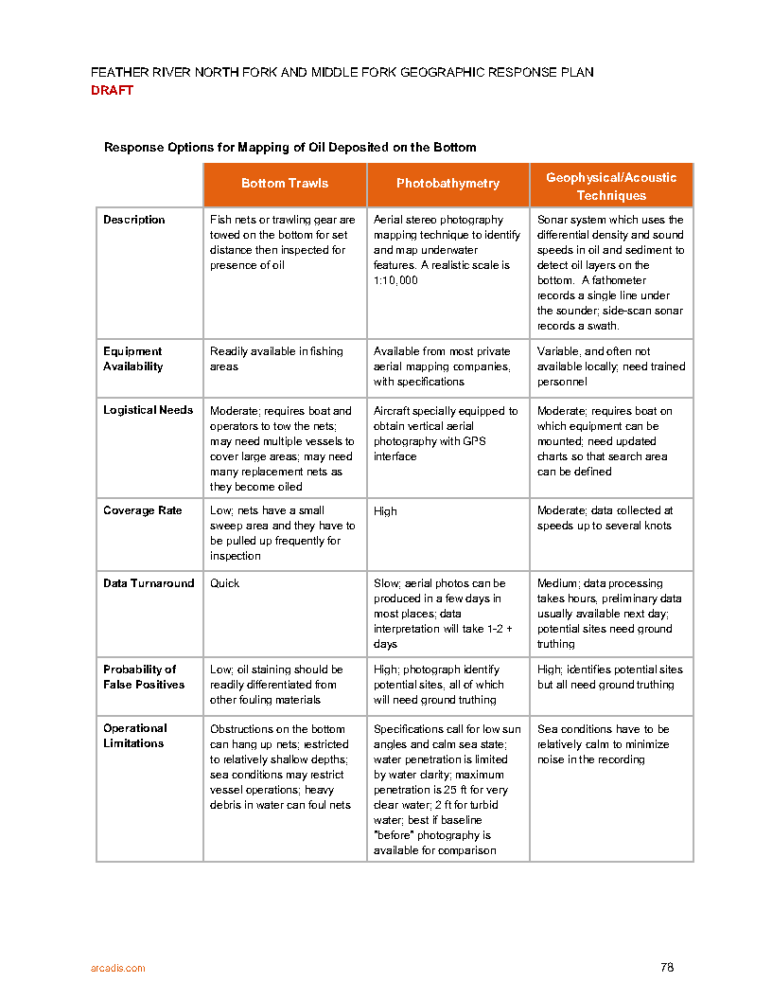 FEATHER RIVER NORTH FORK AND MIDDLE FORK GEOGRAPHIC RESPONSE PLAN
DRAFT
Response Options for Mapping of Oil Deposited on the Bottom
Bottom Trawls
Photobathymetry
Geophysical/Acoustic
Techniques
Description
Fish nets or trawling gear are
towed on the bottom for set
distance then inspected for
presence of oil
Aerial stereo photography
mapping technique to identify
and map underwater
features. A realistic scale is
1:10,000
Sonar system which uses the
differential density and sound
speeds in oil and sediment to
detect oil layers on the
bottom.  A fathometer
records a single line under
the sounder; side-scan sonar
records a swath.
Equipment
Availability
Readily available in fishing
areas
Available from most private
aerial mapping companies,
with specifications
Variable, and often not
available locally; need trained
personnel
Logistical Needs
Moderate; requires boat and
operators to tow the nets;
may need multiple vessels to
cover large areas; may need
many replacement nets as
they become oiled
Aircraft specially equipped to
obtain vertical aerial
photography with GPS
interface
Moderate; requires boat on
which equipment can be
mounted; need updated
charts so that search area
can be defined
Coverage Rate
Low; nets have a small
sweep area and they have to
be pulled up frequently for
inspection
High
Moderate; data collected at
speeds up to several knots
Data Turnaround
Quick
Slow; aerial photos can be
produced in a few days in
most places; data
interpretation will take 1-2 +
days
Medium; data processing
takes hours, preliminary data
usually available next day;
potential sites need ground
truthing
Probability of
False Positives
Low; oil staining should be
readily differentiated from
other fouling materials
High; photograph identify
potential sites, all of which
will need ground truthing
High; identifies potential sites
but all need ground truthing
Operational
Limitations
Obstructions on the bottom
can hang up nets; restricted
to relatively shallow depths;
sea conditions may restrict
vessel operations; heavy
debris in water can foul nets
Specifications call for low sun
angles and calm sea state;
water penetration is limited
by water clarity; maximum
penetration is 25 ft for very
clear water; 2 ft for turbid
water; best if baseline
"before" photography is
available for comparison
Sea conditions have to be
relatively calm to minimize
noise in the recording
arcadis.com
78